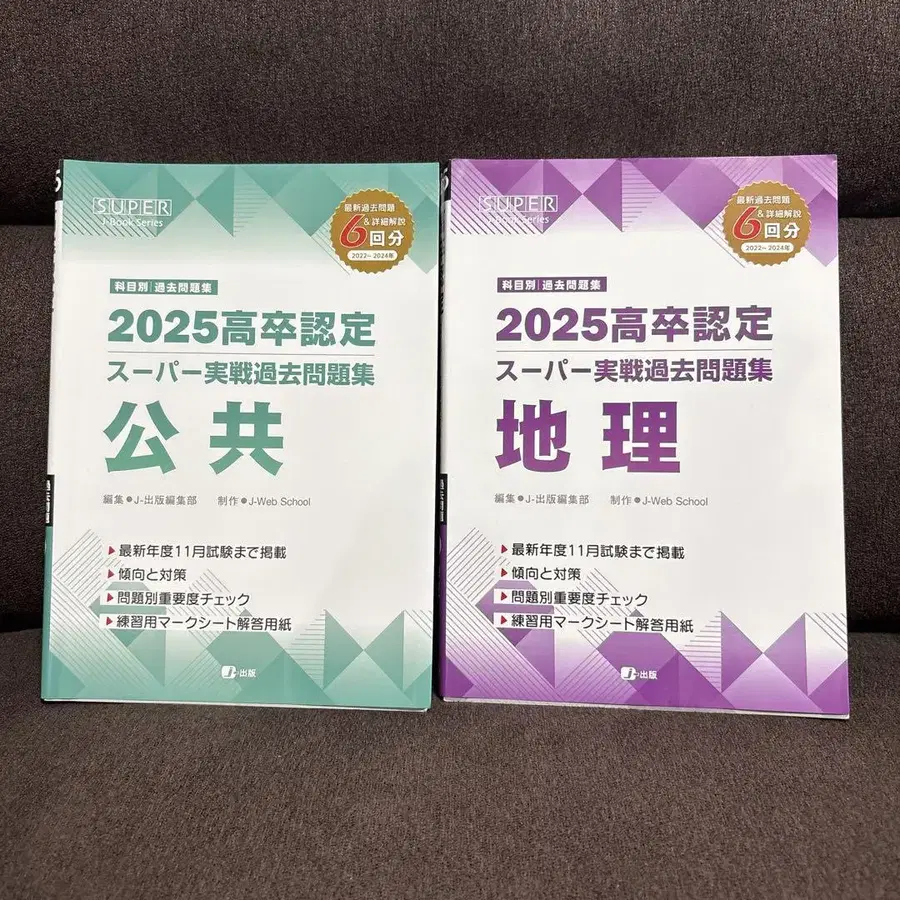 SUPER
J-Book Series
最新過去問題
&詳細解説
6回分
2022~2024年
科目別 過去問題集
2025高卒認定
スーパー実戦過去問題集
公共
編集●J-出版編集部 制作●J-Web School
最新年度11月試験まで掲載
傾向と対策
問題別重要度チェック
練習用マークシート解答用紙
J-出版
SUPER
J-Book Series
最新過去問題
&詳細解説
6回分
2022~2024年
科目別 過去問題集
2025高卒認定
スーパー実戦過去問題集
地理
編集●J-出版編集部 制作●J-Web School
最新年度11月試験まで掲載
傾向と対策
問題別重要度チェック
練習用マークシート解答用紙
J-出版